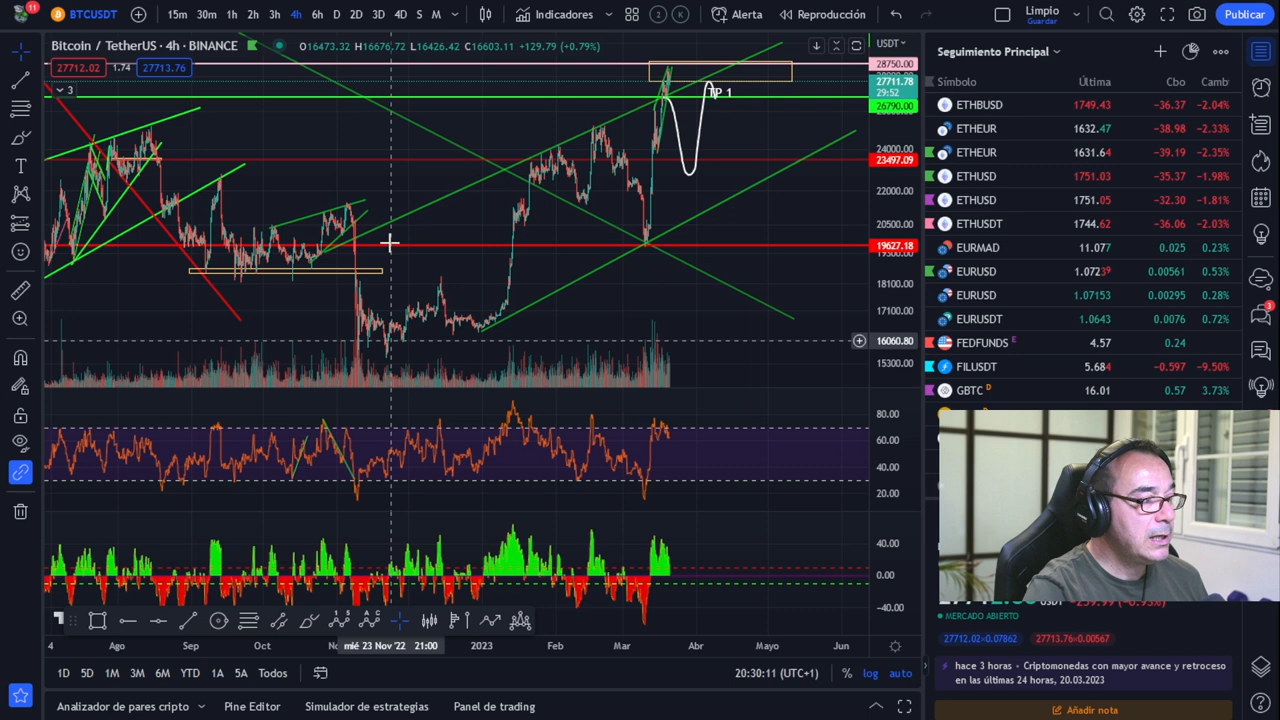 11
BTCUSDT
15m 30m 1h 2h 3h 4h 6h D 2D 3D 4D S M
Indicadores
2 K
Alerta
Reproducción
Limpio
Guardar
Publicar
Bitcoin / TetherUS · 4h · BINANCE
O16473.32 H16676.72 L16426.42 C16603.11 +129.79 (+0.79%)
27712.02 1.74 27713.76
3
USDT
28750.00
27711.78
29:52
26790.00
24000.00
23497.09
22000.00
20500.00
19627.18
18100.00
17100.00
16060.80
15300.00
TP 1
80.00
60.00
40.00
20.00
40.00
0.00
−40.00
4 Ago Sep Oct mié 23 Nov '22 21:00 2023 Feb Mar Abr Mayo Jun
1D 5D 1M 3M 6M YTD 1A 5A Todos
20:30:11 (UTC+1) % log auto
Analizador de pares cripto Pine Editor Simulador de estrategias Panel de trading
Seguimiento Principal
Símbolo Última Cbo Camb
ETHBUSD 1749.43 −36.37 −2.04%
ETHEUR 1632.47 −38.98 −2.33%
ETHEUR 1631.64 −39.19 −2.35%
ETHUSD 1751.03 −35.37 −1.98%
ETHUSD 1751.05 −32.30 −1.81%
ETHUSDT 1744.62 −36.06 −2.03%
EURMAD 11.077 0.025 0.23%
EURUSD 1.07239 0.00561 0.53%
EURUSD 1.07153 0.00295 0.28%
EURUSDT 1.0643 0.0076 0.72%
FEDFUNDS E 4.57 0.24
FILUSDT 5.684 −0.597 −9.50%
GBTC D 16.01 0.57 3.73%
MERCADO ABIERTO
27712.02×0.07862 27713.76×0.00567
hace 3 horas • Criptomonedas con mayor avance y retroceso
en las últimas 24 horas, 20.03.2023
Añadir nota
3